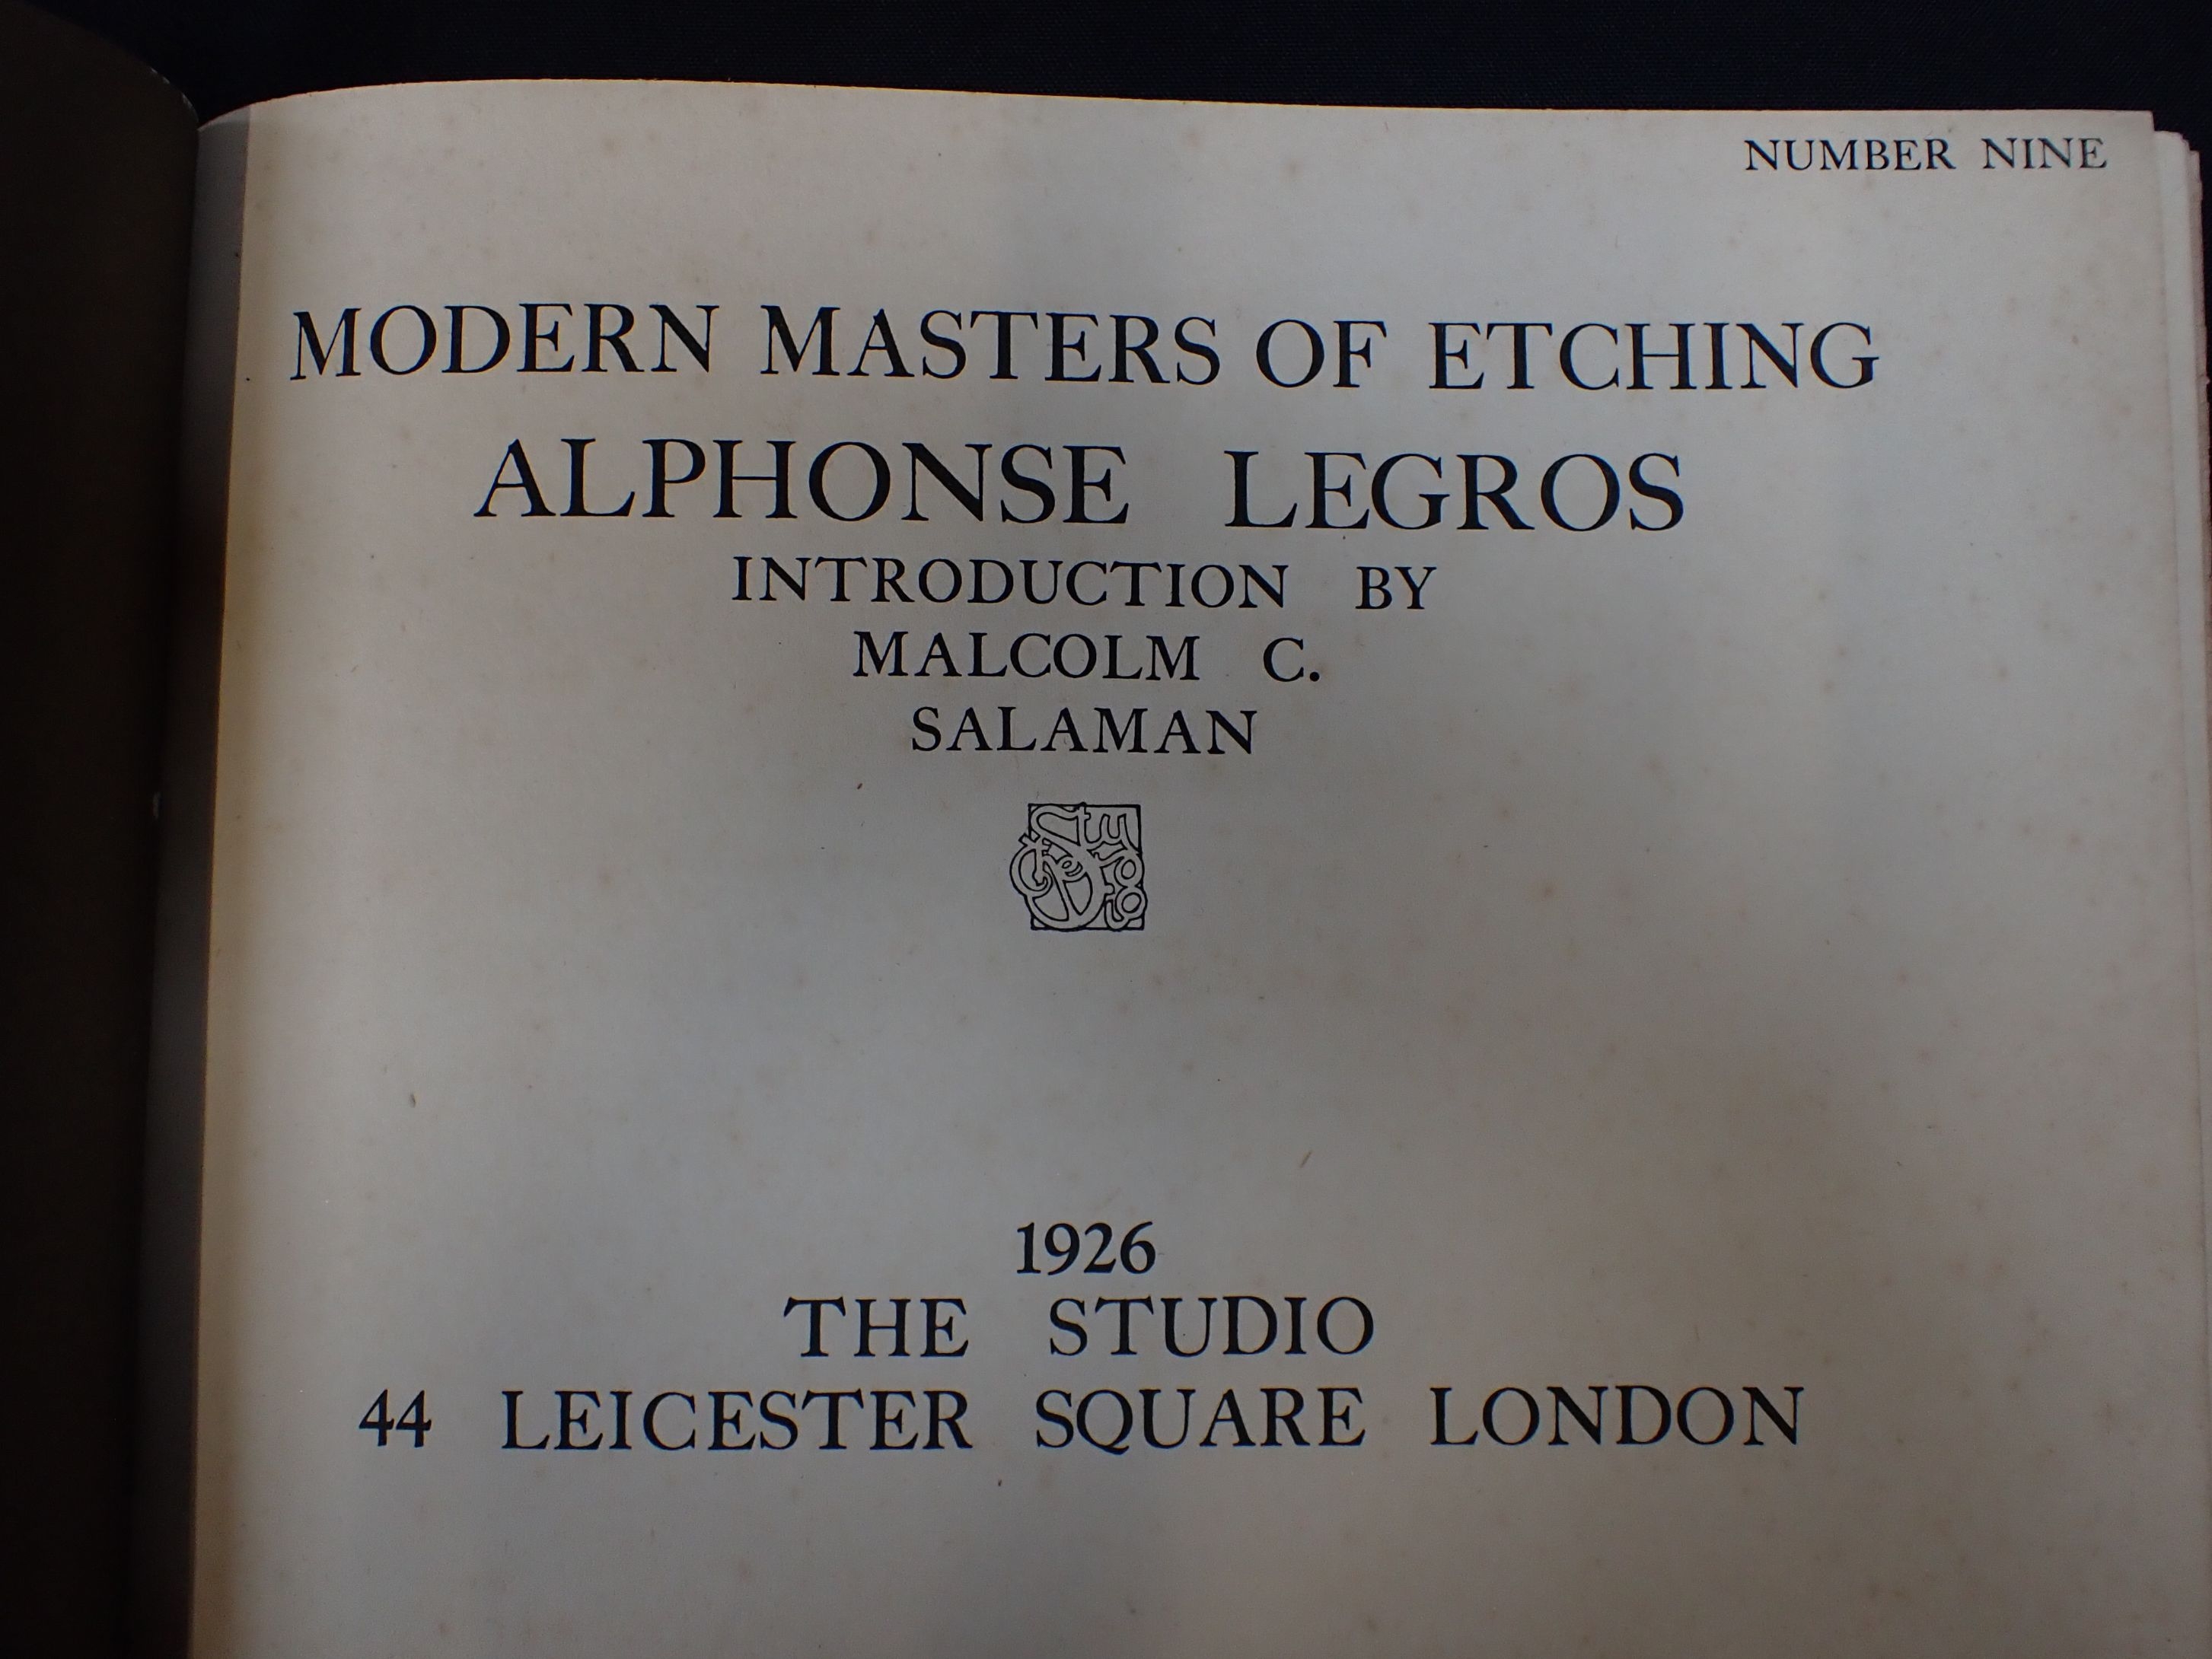 NUMBER NINE
MODERN MASTERS OF ETCHING
ALPHONSE LEGROS
INTRODUCTION BY
MALCOLM C.
SALAMAN
1926
THE STUDIO
44 LEICESTER SQUARE LONDON